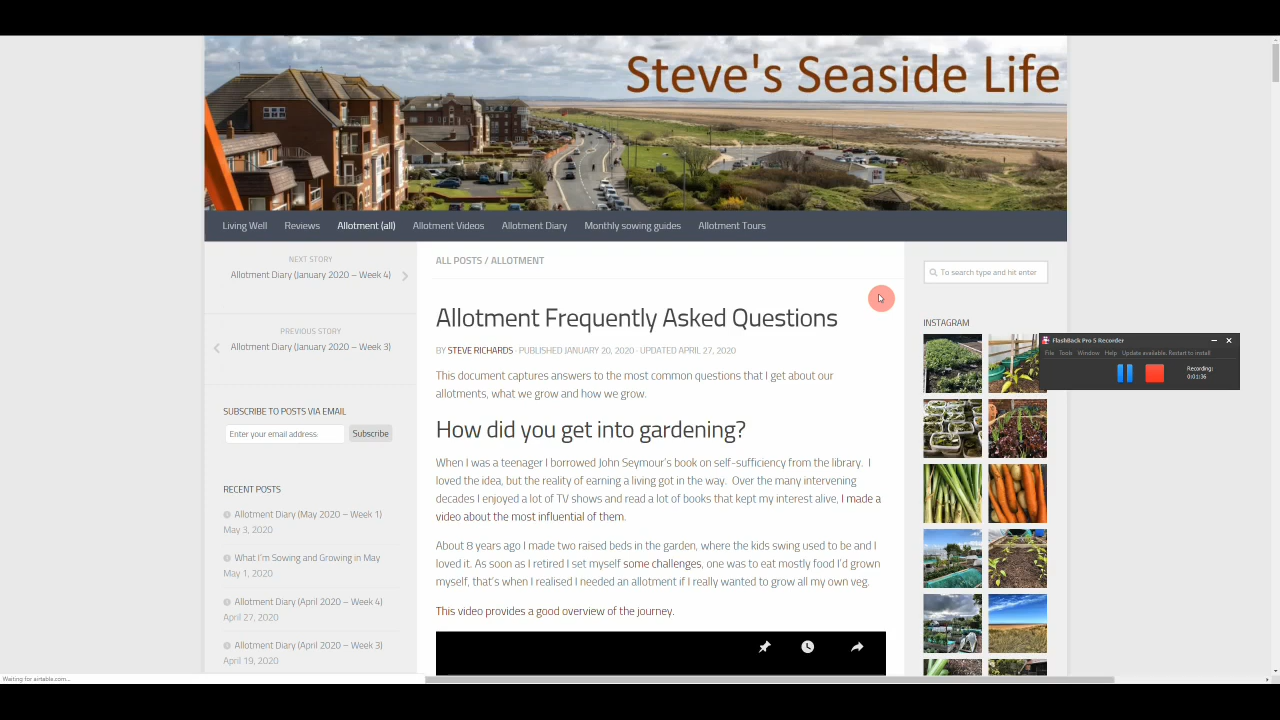 Steve's Seaside Life
Living Well
Reviews
Allotment (all)
Allotment Videos
Allotment Diary
Monthly sowing guides
Allotment Tours
NEXT STORY
Allotment Diary (January 2020 – Week 4)
PREVIOUS STORY
Allotment Diary (January 2020 – Week 3)
SUBSCRIBE TO POSTS VIA EMAIL
Enter your email address:
Subscribe
RECENT POSTS
Allotment Diary (May 2020 – Week 1)
May 3, 2020
What I'm Sowing and Growing in May
May 1, 2020
Allotment Diary (April 2020 – Week 4)
April 27, 2020
Allotment Diary (April 2020 – Week 3)
April 19, 2020
ALL POSTS / ALLOTMENT
Allotment Frequently Asked Questions
BY STEVE RICHARDS · PUBLISHED JANUARY 20, 2020 · UPDATED APRIL 27, 2020
This document captures answers to the most common questions that I get about our
allotments, what we grow and how we grow.
How did you get into gardening?
When I was a teenager I borrowed John Seymour's book on self-sufficiency from the library.  I
loved the idea, but the reality of earning a living got in the way.  Over the many intervening
decades I enjoyed a lot of TV shows and read a lot of books that kept my interest alive, I made a
video about the most influential of them.
About 8 years ago I made two raised beds in the garden, where the kids swing used to be and I
loved it. As soon as I retired I set myself some challenges, one was to eat mostly food I'd grown
myself, that's when I realised I needed an allotment if I really wanted to grow all my own veg.
This video provides a good overview of the journey.
To search type and hit enter
INSTAGRAM
FlashBack Pro 5 Recorder
File Tools Window Help Update available. Restart to install
Recording:
0:01:36
Waiting for airtable.com...